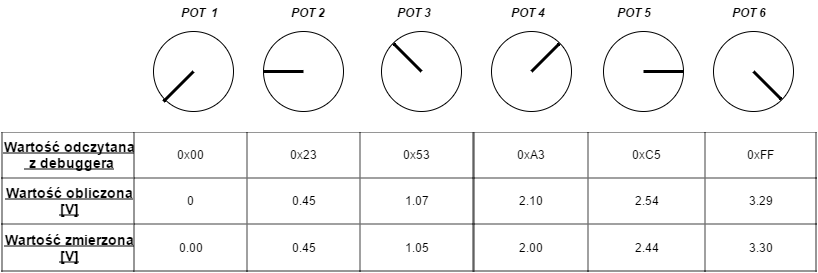 POT 1 POT 2 POT 3 POT 4 POT 5 POT 6
Wartość odczytana
z debuggera
0x00 0x23 0x53 0xA3 0xC5 0xFF
Wartość obliczona
[V]
0 0.45 1.07 2.10 2.54 3.29
Wartość zmierzona
[V]
0.00 0.45 1.05 2.00 2.44 3.30